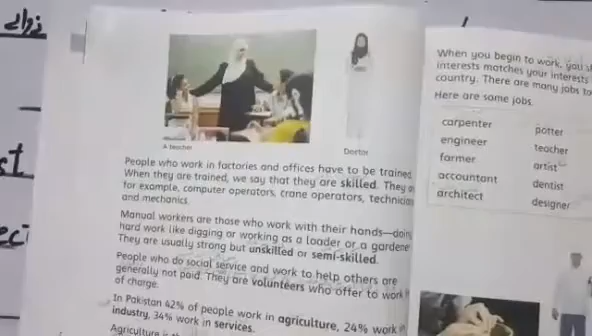 A teacher
Doctor
People who work in factories and offices have to be trained
When they are trained, we say that they are skilled. They
for example, computer operators, crane operators,
and mechanics
Manual workers are those who work with their hands—doing
hard work like digging or working as a loader or a
They are usually strong but unskilled or semi-skilled.
People who do social service and work to help others are
generally not paid. They are volunteers who offer to work
of charge.
In Pakistan 42% of people work in agriculture, 24% work
industry, 34% work in services.
When you begin to work, you
interests matches your interests
country. There are many jobs to
Here are some jobs.
carpenter
engineer
farmer
accountant
architect
potter
teacher
artist
dentist
designer